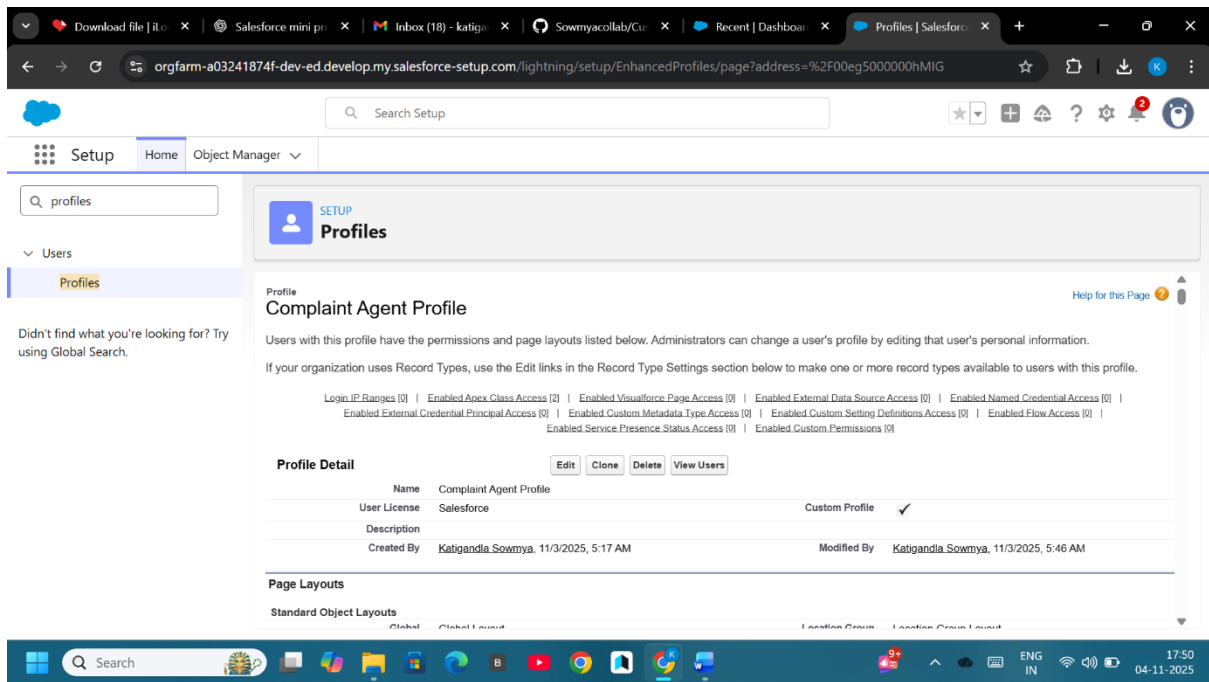 Download file | iLo
Salesforce mini pr
Inbox (18) - katiga
Sowmyacollab/Cu
Recent | Dashboar
Profiles | Salesforc
orgfarm-a03241874f-dev-ed.develop.my.salesforce-setup.com/lightning/setup/EnhancedProfiles/page?address=%2F00eg5000000hMIG
K
Search Setup
2
Setup
Home
Object Manager
profiles
Users
Profiles
Didn't find what you're looking for? Try
using Global Search.
SETUP
Profiles
Profile
Complaint Agent Profile
Help for this Page
Users with this profile have the permissions and page layouts listed below. Administrators can change a user's profile by editing that user's personal information.
If your organization uses Record Types, use the Edit links in the Record Type Settings section below to make one or more record types available to users with this profile.
Login IP Ranges [0] | Enabled Apex Class Access [2] | Enabled Visualforce Page Access [0] | Enabled External Data Source Access [0] | Enabled Named Credential Access [0] |
Enabled External Credential Principal Access [0] | Enabled Custom Metadata Type Access [0] | Enabled Custom Setting Definitions Access [0] | Enabled Flow Access [0] |
Enabled Service Presence Status Access [0] | Enabled Custom Permissions [0]
Profile Detail
Edit Clone Delete View Users
Name Complaint Agent Profile
User License Salesforce Custom Profile ✓
Description
Created By Katigandla Sowmya, 11/3/2025, 5:17 AM Modified By Katigandla Sowmya, 11/3/2025, 5:46 AM
Page Layouts
Standard Object Layouts
Global Global Layout Location Group Location Group Layout
Search
B
9+
ENG
IN
17:50
04-11-2025